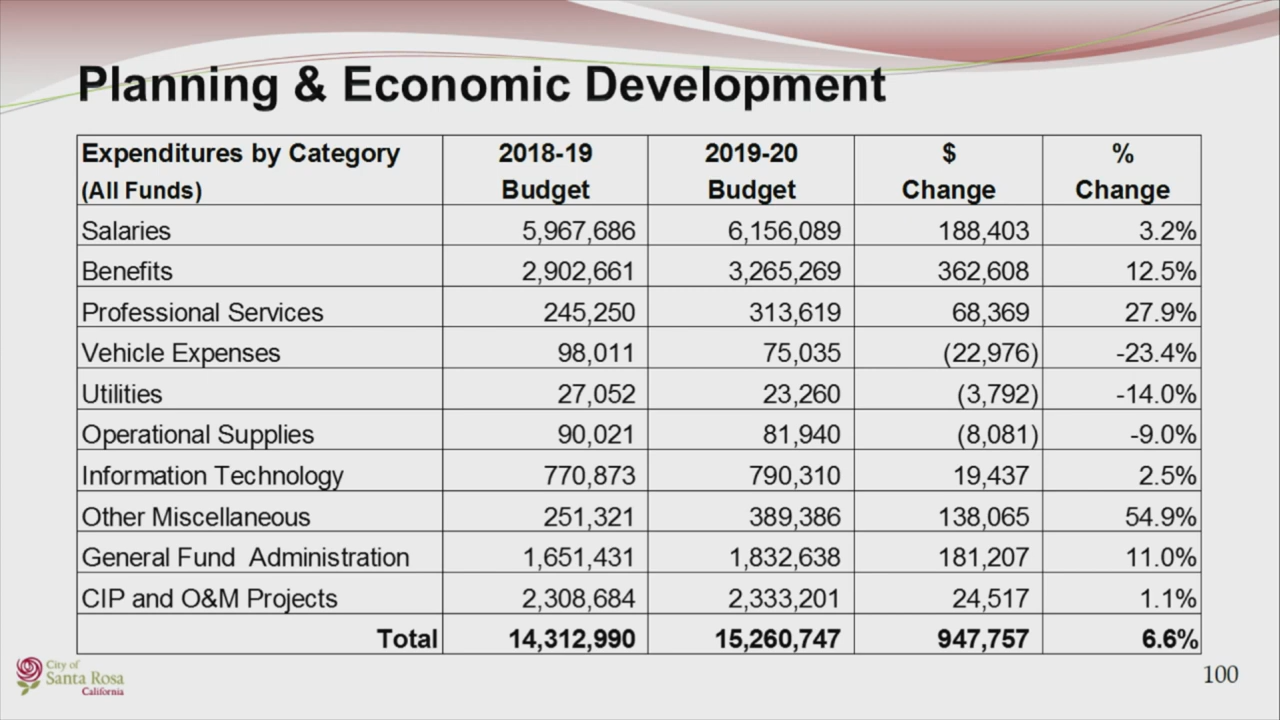 Planning & Economic Development
Expenditures by Category 2018-19 2019-20 $ %
(All Funds) Budget Budget Change Change
Salaries 5,967,686 6,156,089 188,403 3.2%
Benefits 2,902,661 3,265,269 362,608 12.5%
Professional Services 245,250 313,619 68,369 27.9%
Vehicle Expenses 98,011 75,035 (22,976) -23.4%
Utilities 27,052 23,260 (3,792) -14.0%
Operational Supplies 90,021 81,940 (8,081) -9.0%
Information Technology 770,873 790,310 19,437 2.5%
Other Miscellaneous 251,321 389,386 138,065 54.9%
General Fund  Administration 1,651,431 1,832,638 181,207 11.0%
CIP and O&M Projects 2,308,684 2,333,201 24,517 1.1%
Total 14,312,990 15,260,747 947,757 6.6%
City of
Santa Rosa
California
100